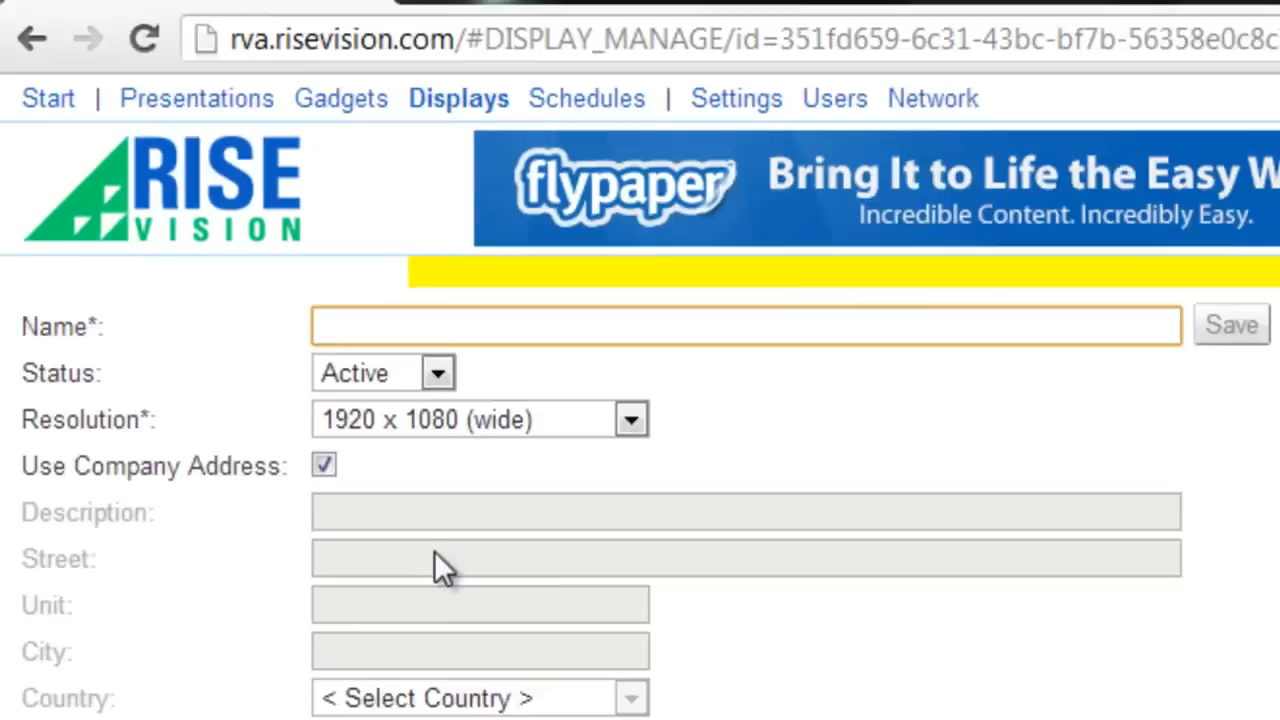 rva.risevision.com/#DISPLAY_MANAGE/id=351fd659-6c31-43bc-bf7b-56358e0c8c
Start | Presentations Gadgets Displays Schedules | Settings Users Network
RISE
VISION
flypaper
Bring It to Life the Easy W
Incredible Content. Incredibly Easy.
Name*:
Save
Status: Active
Resolution*: 1920 x 1080 (wide)
Use Company Address:
Description:
Street:
Unit:
City:
Country: < Select Country >